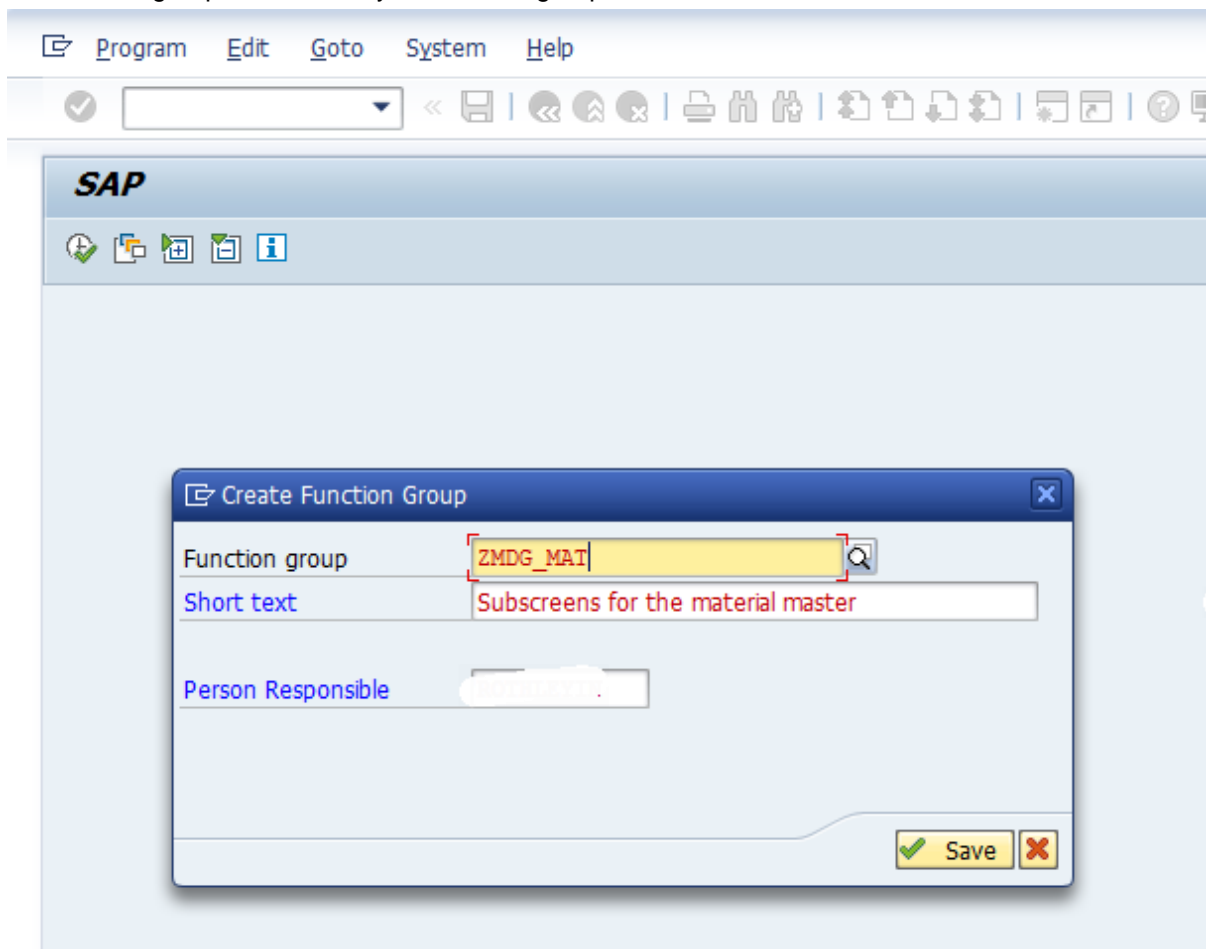 Program Edit Goto System Help
SAP
Create Function Group
Function group ZMDG_MAT
Short text Subscreens for the material master
Person Responsible
Save